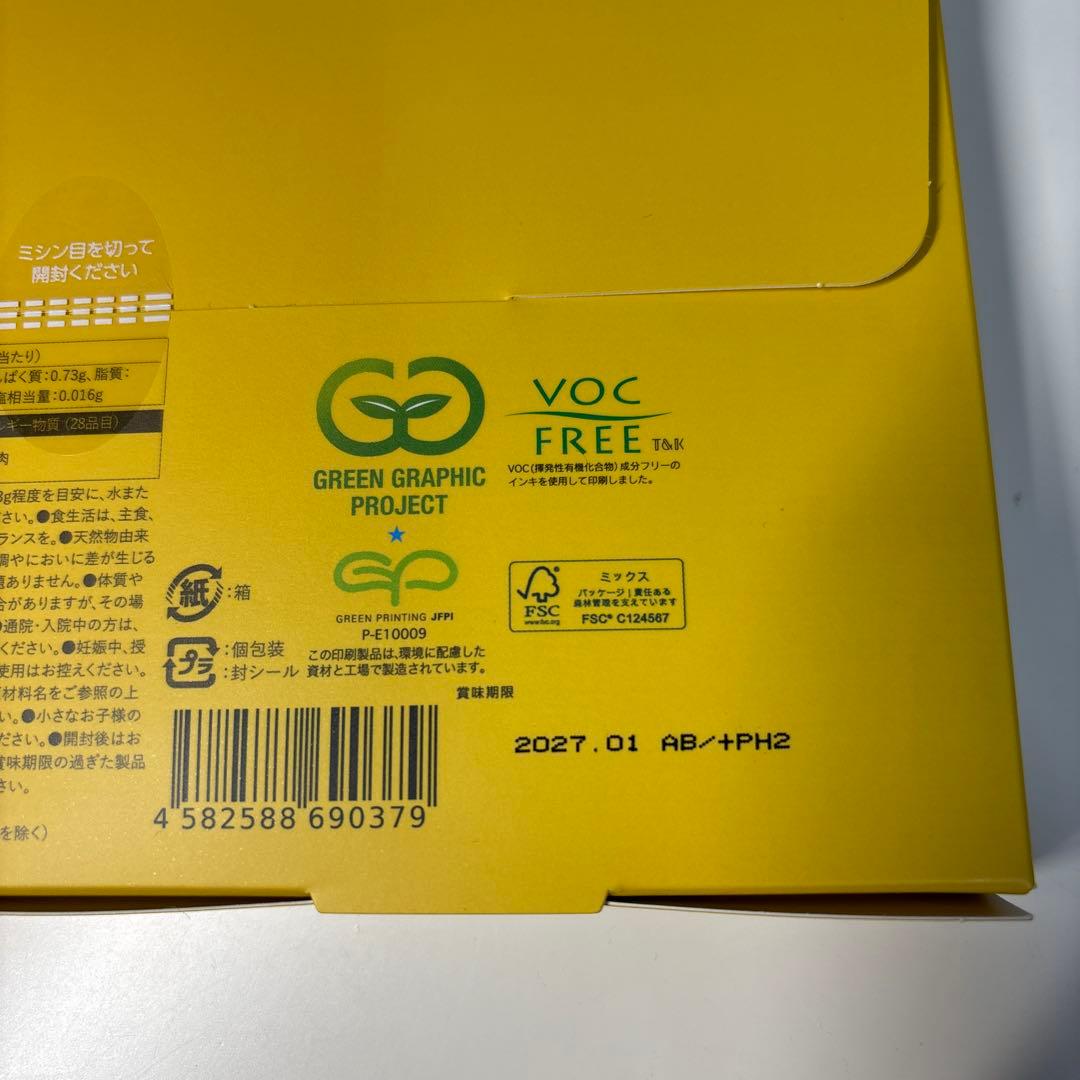 ミシン目を切って
開封ください
当たり)
ぱく質:0.73g、脂質:
相当量:0.016g
ルギー物質 (28品目)
肉
GREEN GRAPHIC
PROJECT
VOC
FREE T&K
VOC(揮発性有機化合物)成分フリーの
インキを使用して印刷しました。
3g程度を目安に、水また
さい。●食生活は、主食、
ランスを。●天然物由来
調やにおいに差が生じる
題ありません。●体質や
合がありますが、その場
●通院・入院中の方は、
ください。●妊娠中、授
使用はお控えください。
材料名をご参照の上
い。●小さなお子様の
ださい。●開封後はお
賞味期限の過ぎた製品
さい。
を除く)
紙:箱
プラ:個包装
:封シール
GREEN PRINTING JFPI
P-E10009
この印刷製品は、環境に配慮した
資材と工場で製造されています。
FSC
www.fsc.org
ミックス
パッケージ|責任ある
森林管理を支えています
FSC® C124567
賞味期限
2027.01 AB/+PH2
4 582588 690379